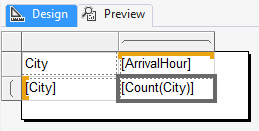 Design Preview
City [ArrivalHour]
[City] [Count(City)]